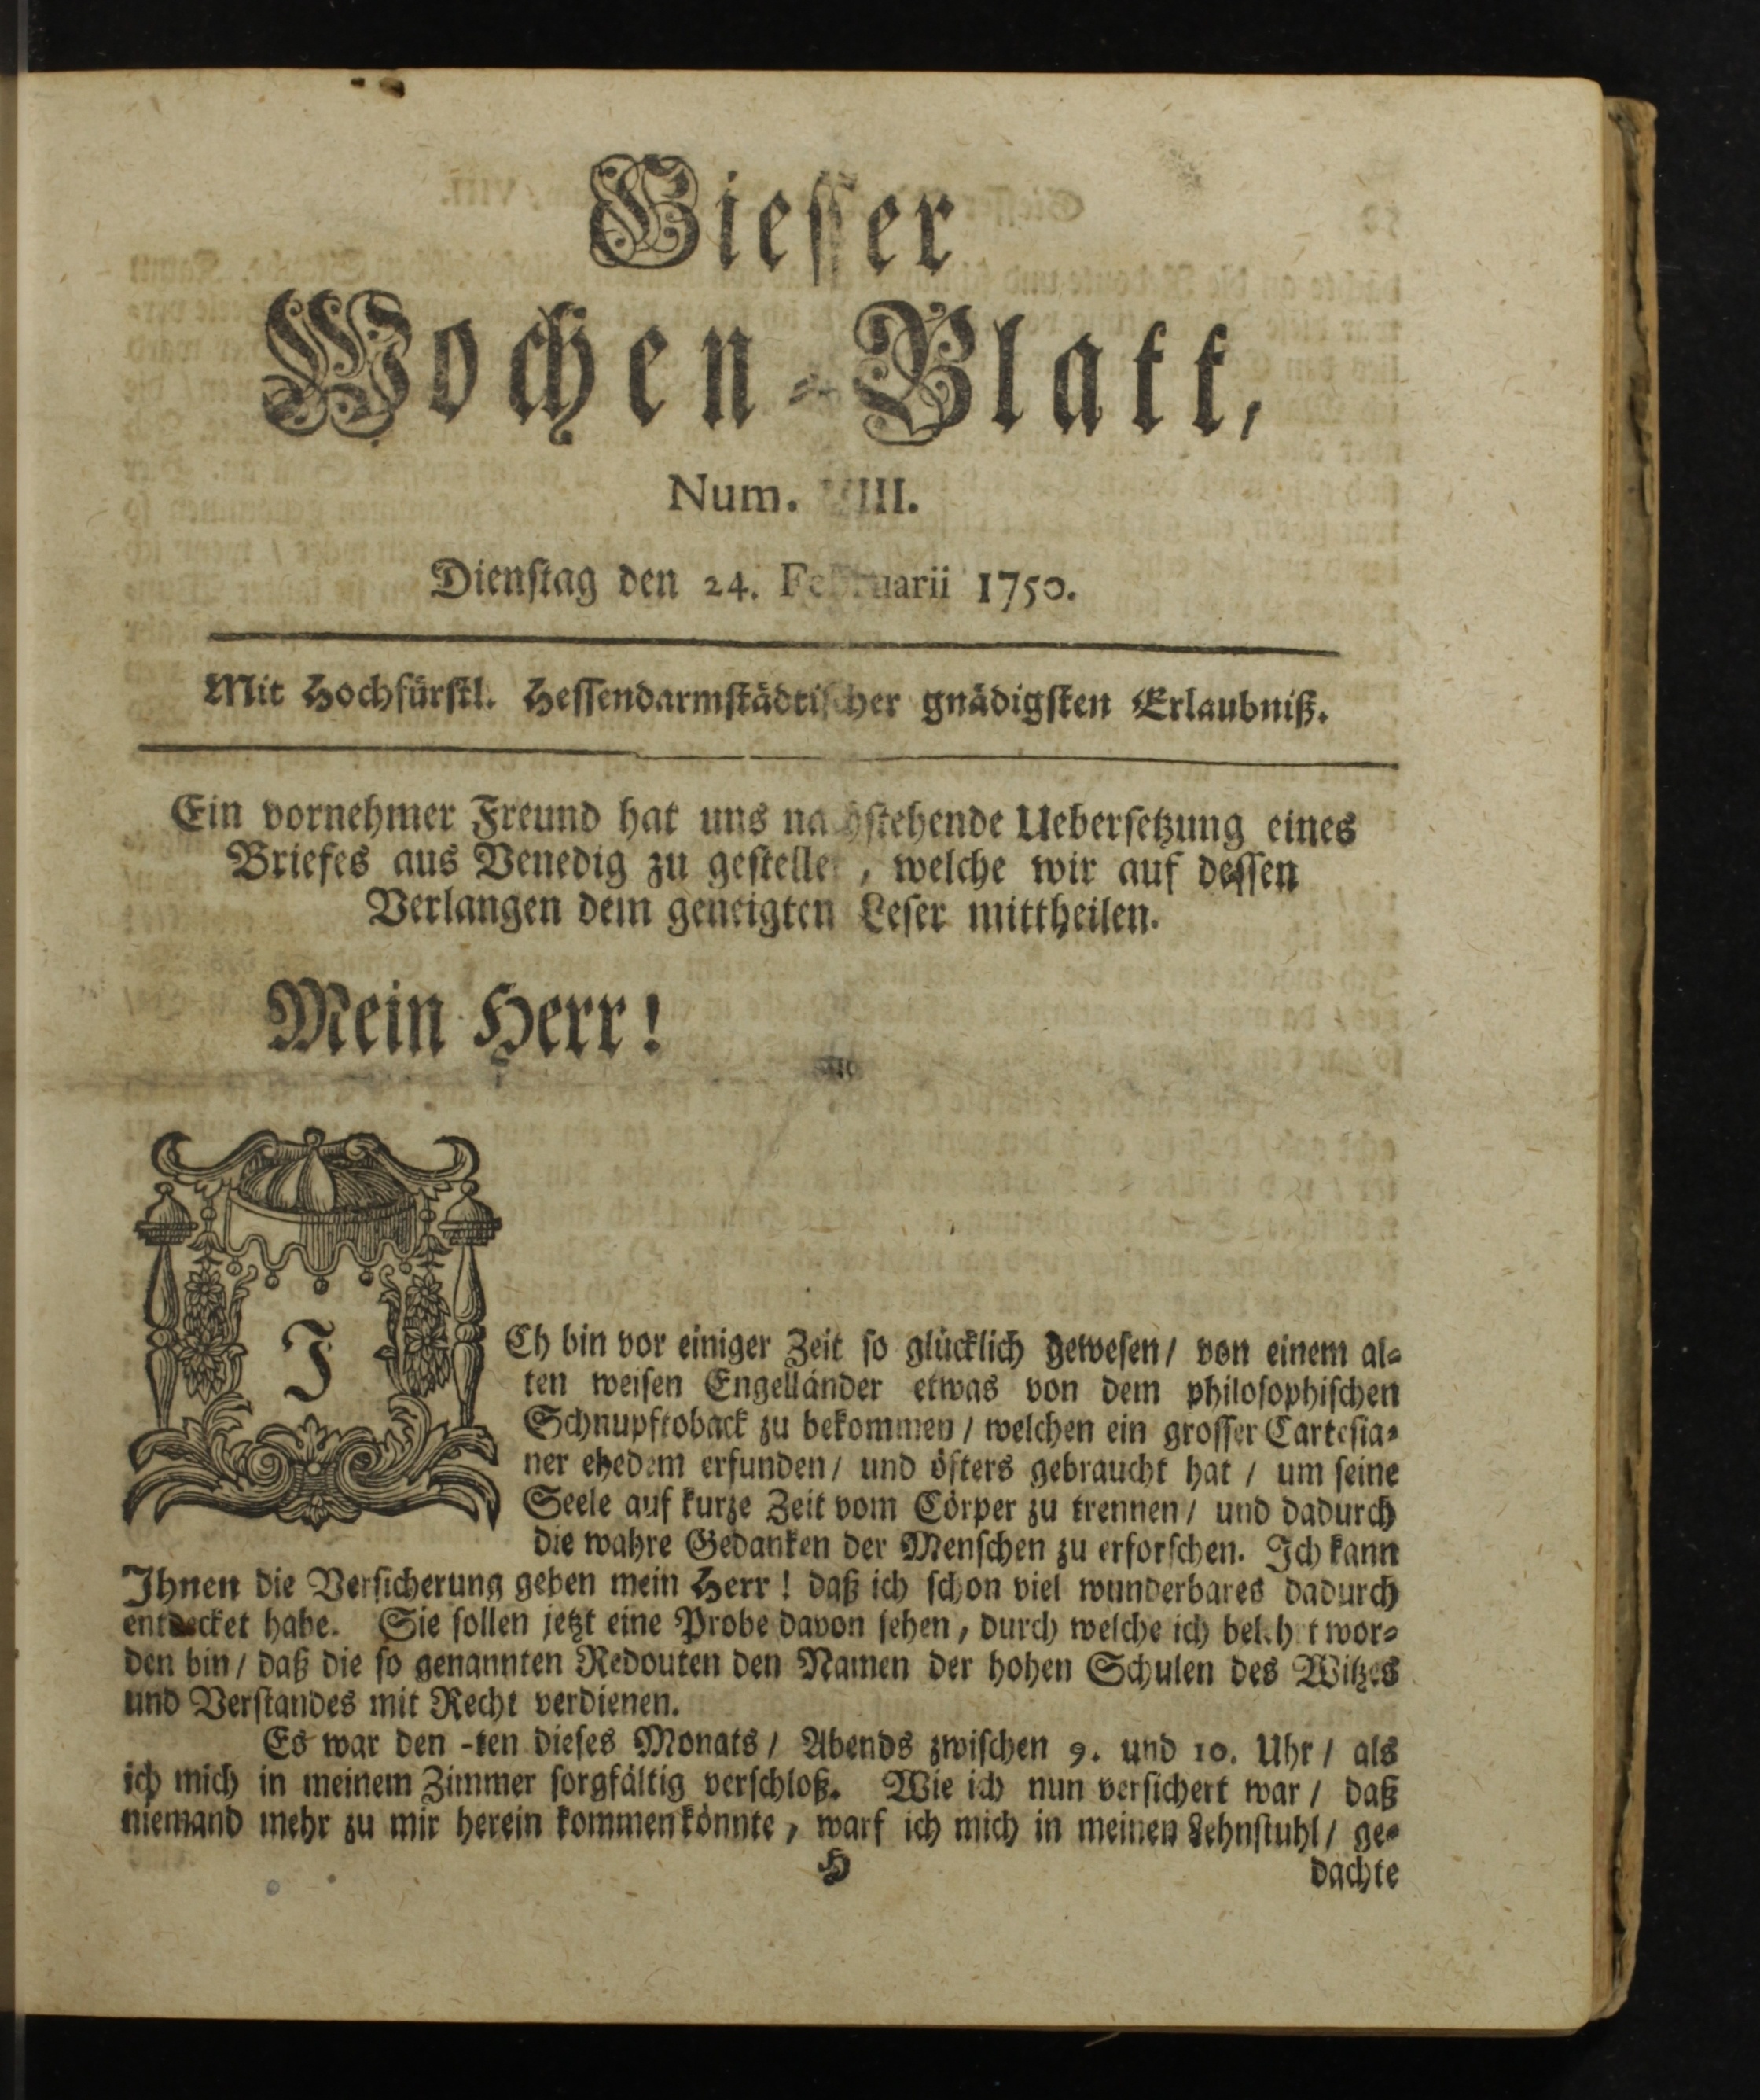 Giesser
Wochen-Blatt,
Num. VIII.
Dienstag den 24. Februarii 1750.
Mit Hochfürstl. Hessendarmstädtischer gnädigsten Erlaubniß.
Ein vornehmer Freund hat uns nachstehende Uebersetzung eines
Briefes aus Venedig zu gestellet, welche wir auf dessen
Verlangen dem geneigten Leser mittheilen.
Mein Herr!
ICh bin vor einiger Zeit so glücklich gewesen/ von einem al-
ten weisen Engelländer etwas von dem philosophischen
Schnupftoback zu bekommen/ welchen ein grosser Cartesia-
ner ehedem erfunden/ und öfters gebraucht hat/ um seine
Seele auf kurze Zeit vom Cörper zu trennen/ und dadurch
die wahre Gedanken der Menschen zu erforschen. Ich kann
Ihnen die Versicherung geben mein Herr! daß ich schon viel wunderbares dadurch
entdecket habe. Sie sollen jetzt eine Probe davon sehen, durch welche ich belehrt wor-
den bin/ daß die so genannten Redouten den Namen der hohen Schulen des Witzes
und Verstandes mit Recht verdienen.
Es war den -ten dieses Monats/ Abends zwischen 9. und 10. Uhr/ als
ich mich in meinem Zimmer sorgfältig verschloß. Wie ich nun versichert war/ daß
niemand mehr zu mir herein kommen könnte, warf ich mich in meinen Lehnstuhl/ ge-
H dachte